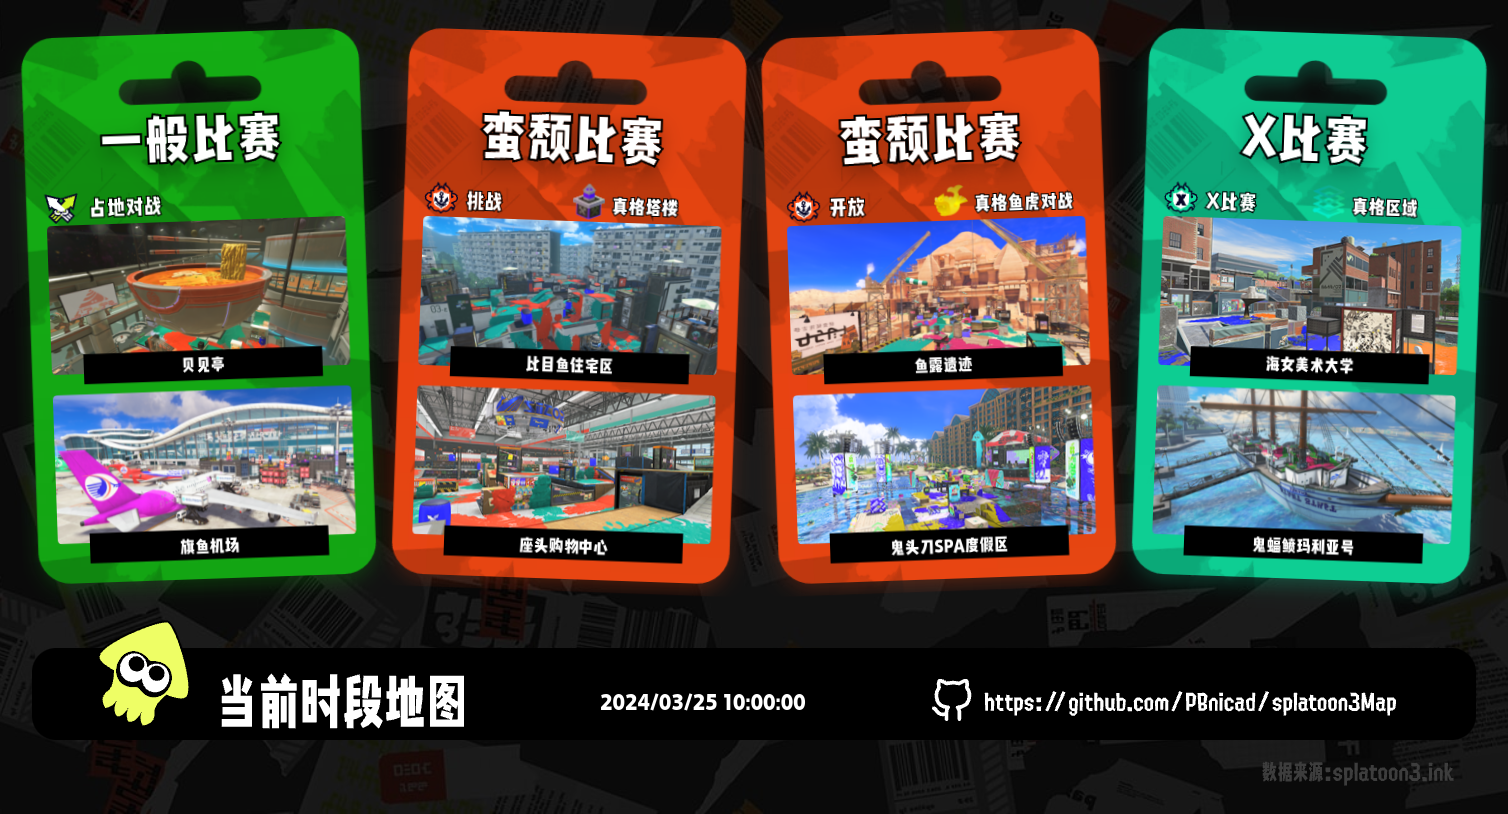 一般比赛
占地对战
贝贝亭
旗鱼机场
蛮颓比赛
挑战
真格塔楼
比目鱼住宅区
座头购物中心
蛮颓比赛
开放
真格鱼虎对战
鱼露遗迹
鬼头刀SPA度假区
X比赛
X比赛
真格区域
海女美术大学
鬼蝠鲼玛利亚号
当前时段地图
2024/03/25 10:00:00
https://github.com/PBnicad/splatoon3Map
数据来源:splatoon3.ink